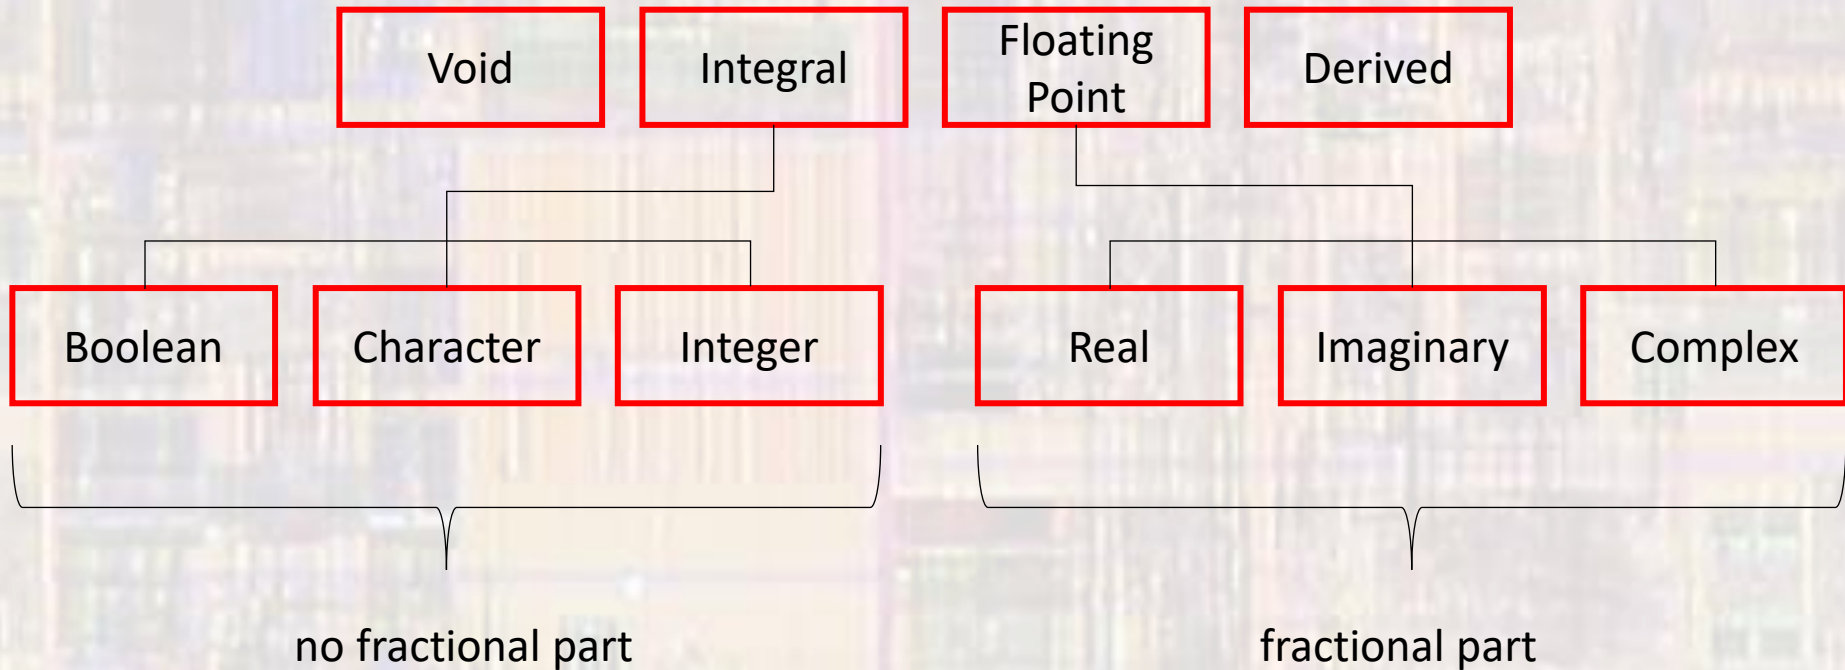 Void
Integral
Floating
Point
Derived
Boolean
Character
Integer
Real
Imaginary
Complex
no fractional part
fractional part